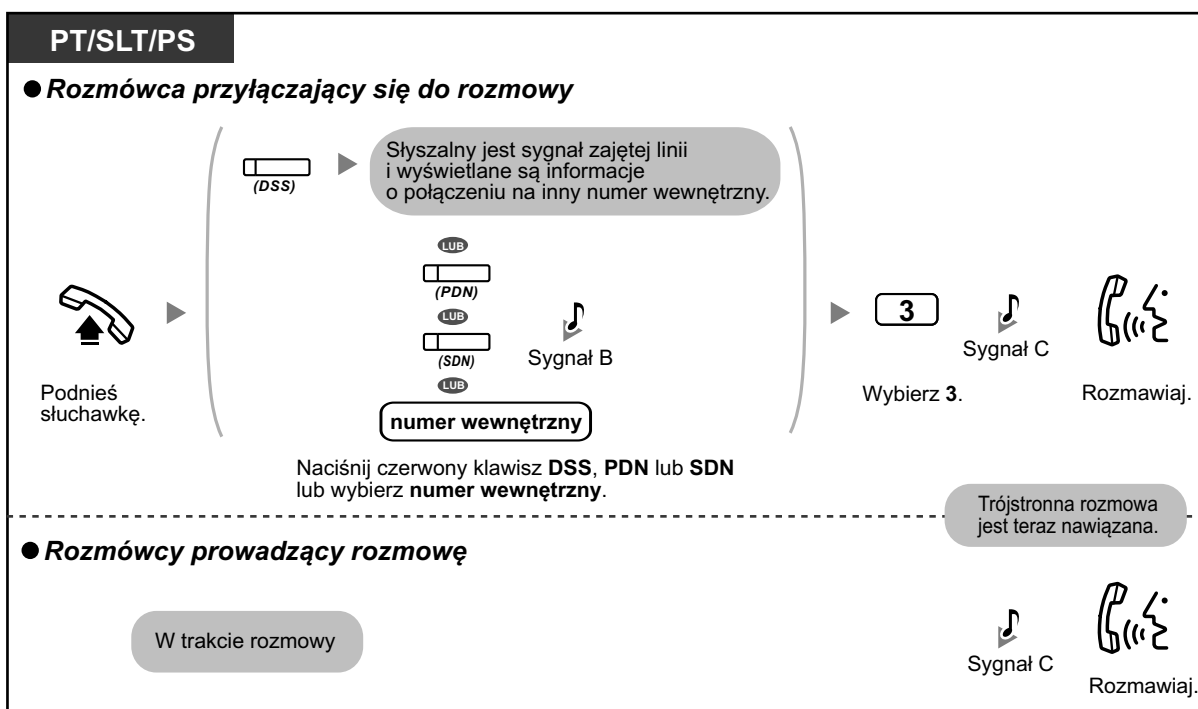 PT/SLT/PS
Rozmówca przyłączający się do rozmowy
Słyszalny jest sygnał zajętej linii
i wyświetlane są informacje
o połączeniu na inny numer wewnętrzny.
(DSS)
LUB
(PDN)
LUB
(SDN)
Sygnał B
LUB
numer wewnętrzny
3
Sygnał C
Podnieś
słuchawkę.
Wybierz 3.
Rozmawiaj.
Naciśnij czerwony klawisz DSS, PDN lub SDN
lub wybierz numer wewnętrzny.
Trójstronna rozmowa
jest teraz nawiązana.
Rozmówcy prowadzący rozmowę
W trakcie rozmowy
Sygnał C
Rozmawiaj.